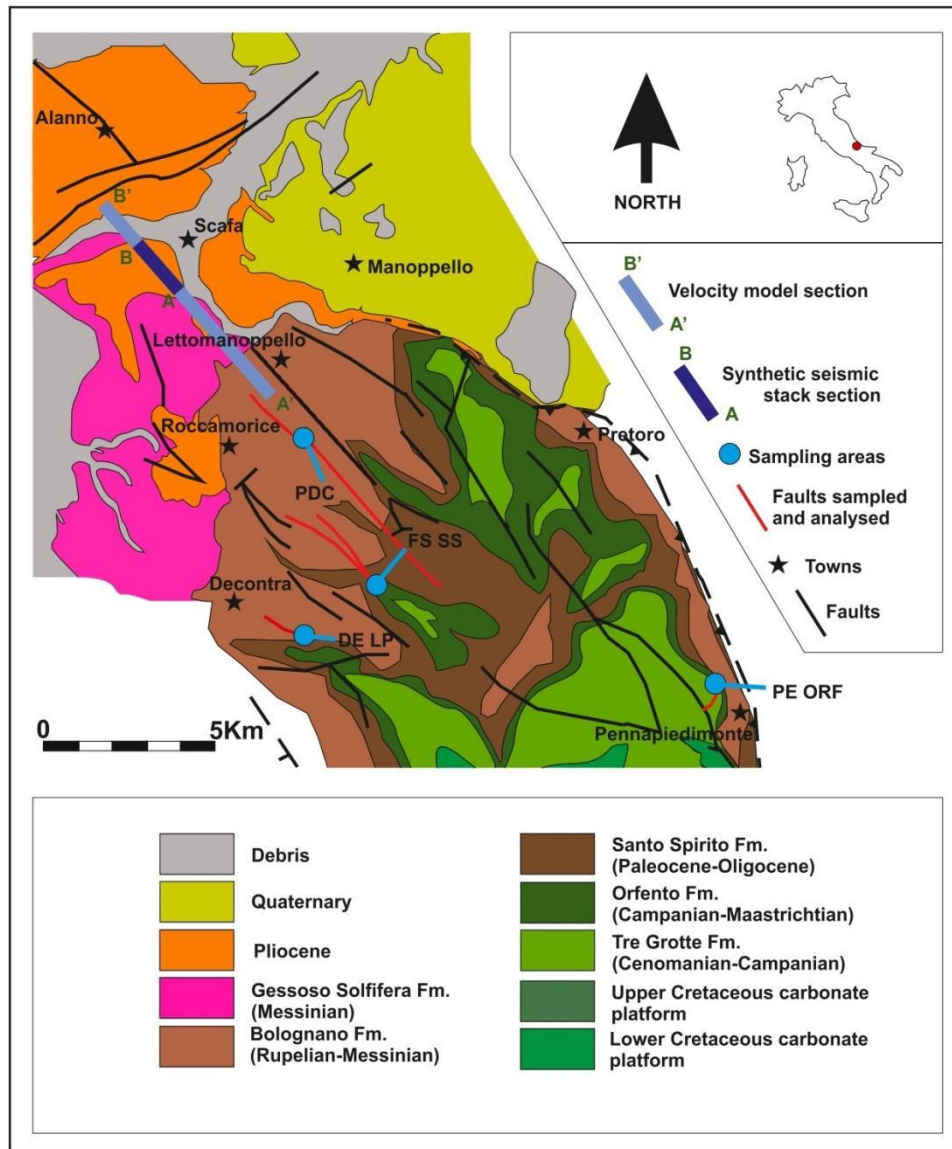 Alanno
B'
Scafa
B
Manoppello
A
Lettomanoppello
A'
Roccamorice
PDC
FS SS
Decontra
DE LP
Pretoro
PE ORF
Pennapiedimonte
0 5Km
NORTH
B'
Velocity model section
A'
B
Synthetic seismic
stack section
A
Sampling areas
Faults sampled
and analysed
Towns
Faults
Debris
Quaternary
Pliocene
Gessoso Solfifera Fm.
(Messinian)
Bolognano Fm.
(Rupelian-Messinian)
Santo Spirito Fm.
(Paleocene-Oligocene)
Orfento Fm.
(Campanian-Maastrichtian)
Tre Grotte Fm.
(Cenomanian-Campanian)
Upper Cretaceous carbonate
platform
Lower Cretaceous carbonate
platform